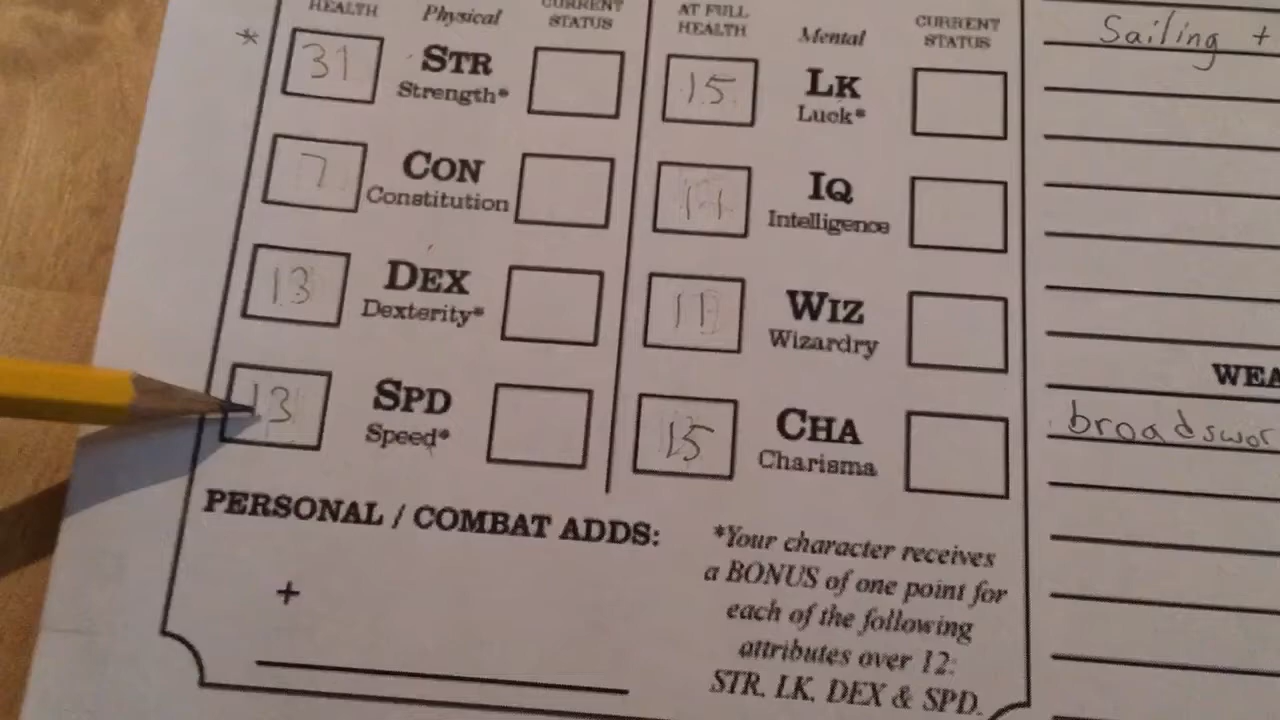 HEALTH Physical CURRENT STATUS
AT FULL HEALTH Mental CURRENT STATUS
* 31 STR Strength*
15 LK Luck*
7 CON Constitution
14 IQ Intelligence
13 DEX Dexterity*
11 WIZ Wizardry
13 SPD Speed*
15 CHA Charisma
PERSONAL / COMBAT ADDS:
+
*Your character receives
a BONUS of one point for
each of the following
attributes over 12:
STR, LK, DEX & SPD.
Sailing +